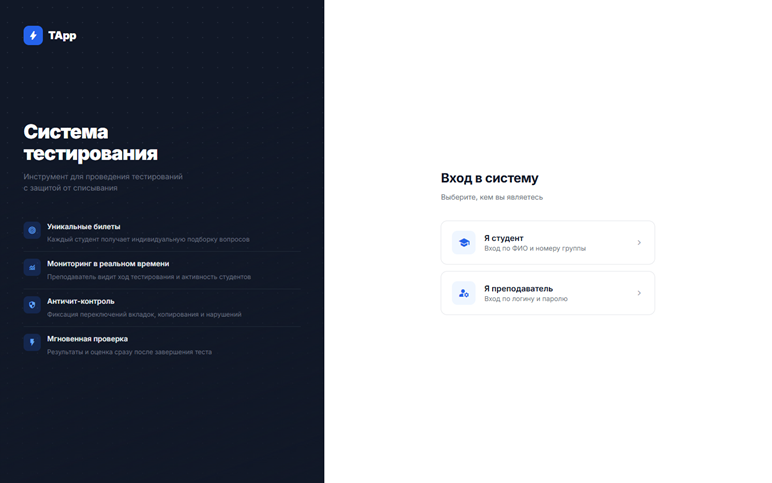 TApp
Система
тестирования
Инструмент для проведения тестирований
с защитой от списывания
Уникальные билеты
Каждый студент получает индивидуальную подборку вопросов
Мониторинг в реальном времени
Преподаватель видит ход тестирования и активность студентов
Античит-контроль
Фиксация переключений вкладок, копирования и нарушений
Мгновенная проверка
Результаты и оценка сразу после завершения теста
Вход в систему
Выберите, кем вы являетесь
Я студент
Вход по ФИО и номеру группы
Я преподаватель
Вход по логину и паролю